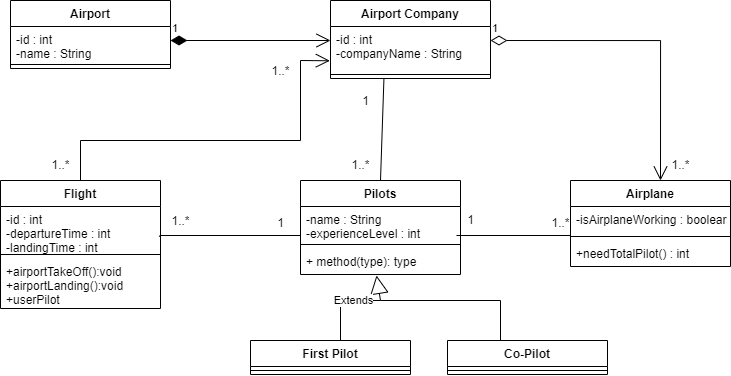 Airport
-id : int
-name : String
1
Airport Company
-id : int
-companyName : String
1
1..*
1
1..*
1..*
1..*
Flight
-id : int
-departureTime : int
-landingTime : int
+airportTakeOff():void
+airportLanding():void
+userPilot
1..*
1
Pilots
-name : String
-experienceLevel : int
+ method(type): type
1
1..*
Airplane
-isAirplaneWorking : boolear
+needTotalPilot() : int
Extends
First Pilot
Co-Pilot